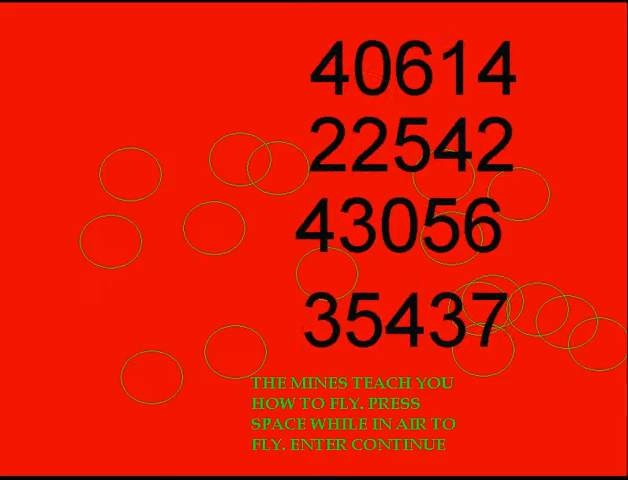 40614
22542
43056
35437
THE MINES TEACH YOU
HOW TO FLY. PRESS
SPACE WHILE IN AIR TO
FLY. ENTER CONTINUE